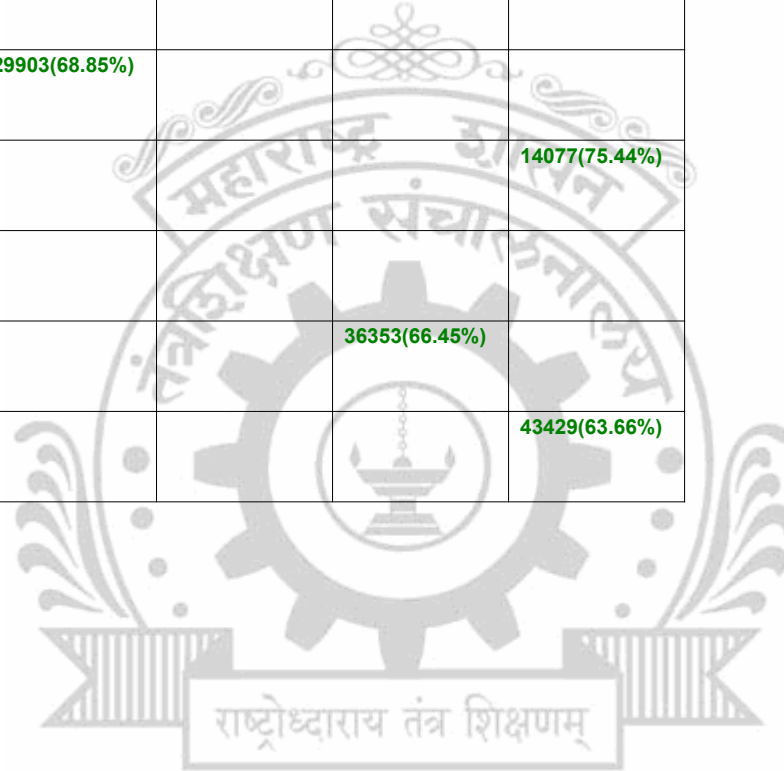 29903(68.85%)
महाराष्ट्र शासन
14077(75.44%)
तंत्रशिक्षण संचालनालय
36353(66.45%)
43429(63.66%)
राष्ट्रोध्दाराय तंत्र शिक्षणम्